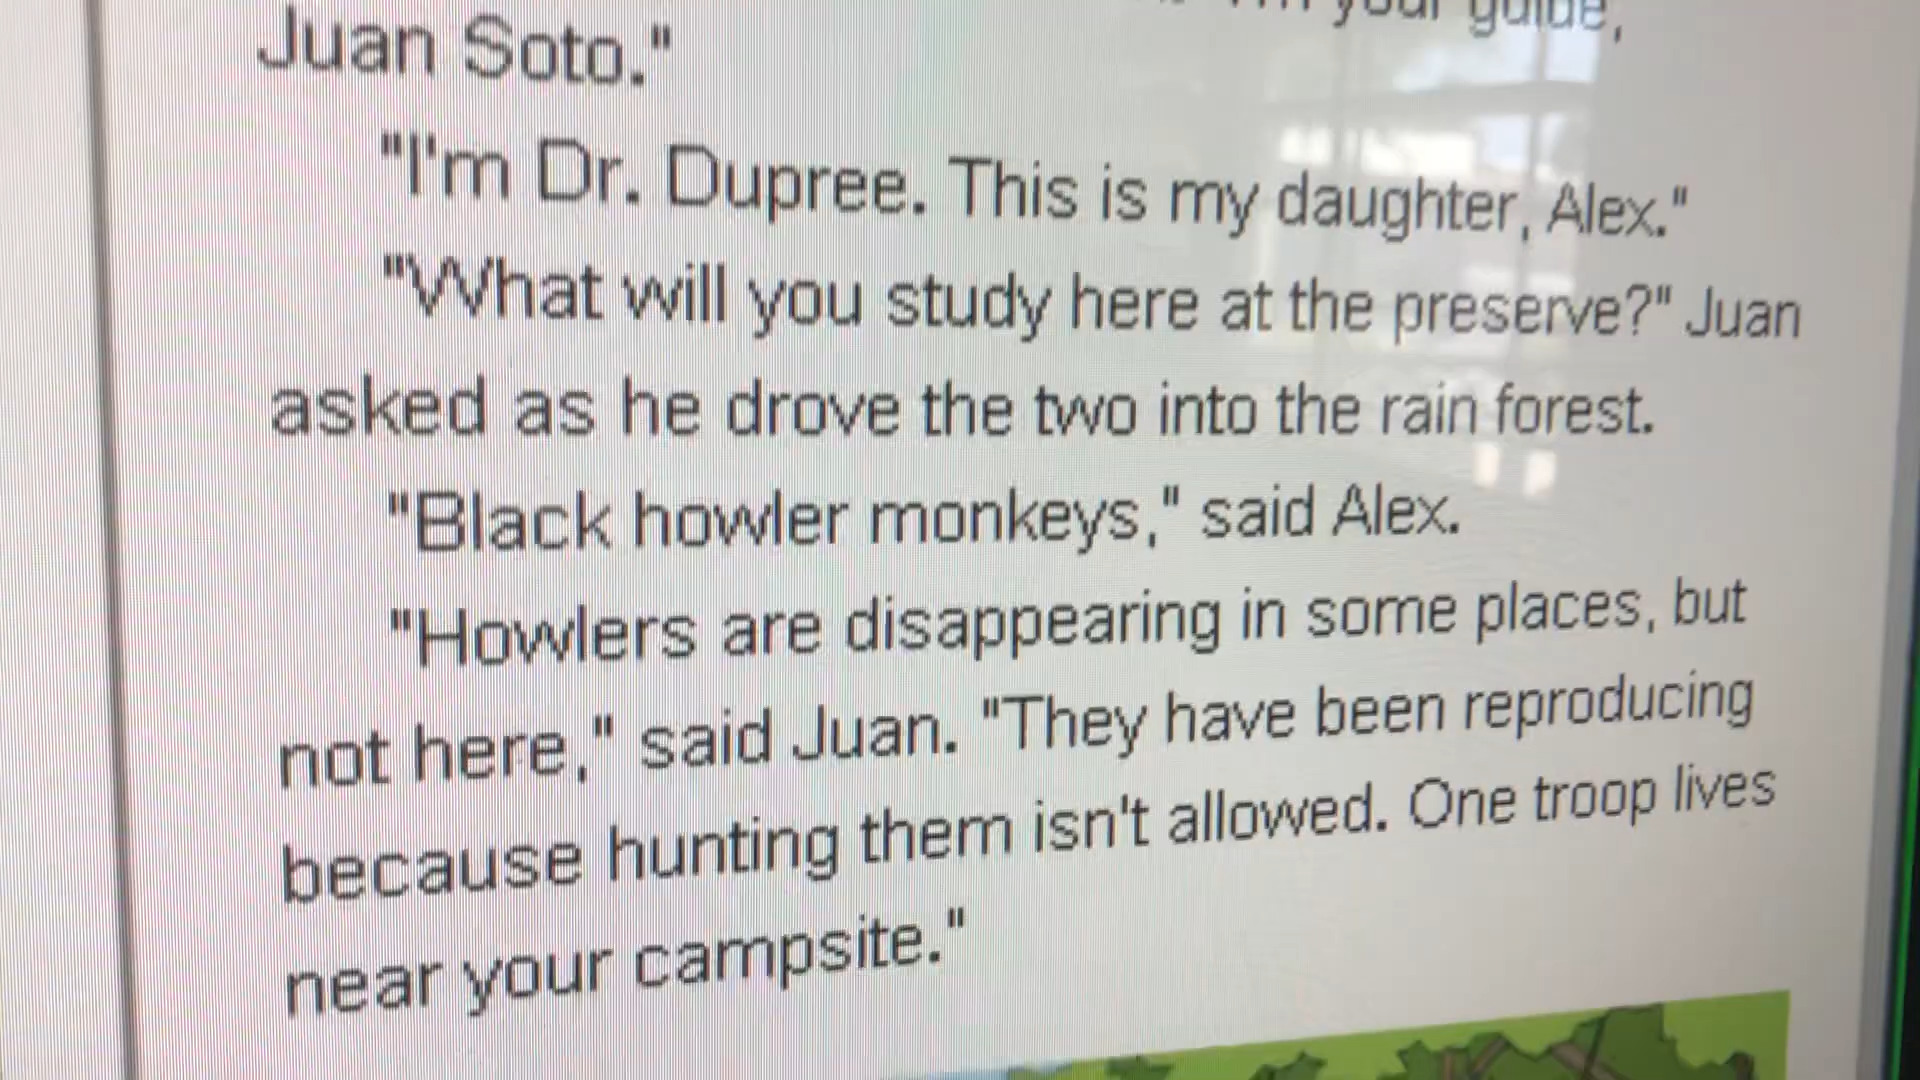 your guide,
Juan Soto."
"I'm Dr. Dupree. This is my daughter, Alex."
"What will you study here at the preserve?" Juan
asked as he drove the two into the rain forest.
"Black howler monkeys," said Alex.
"Howlers are disappearing in some places, but
not here," said Juan. "They have been reproducing
because hunting them isn't allowed. One troop lives
near your campsite."